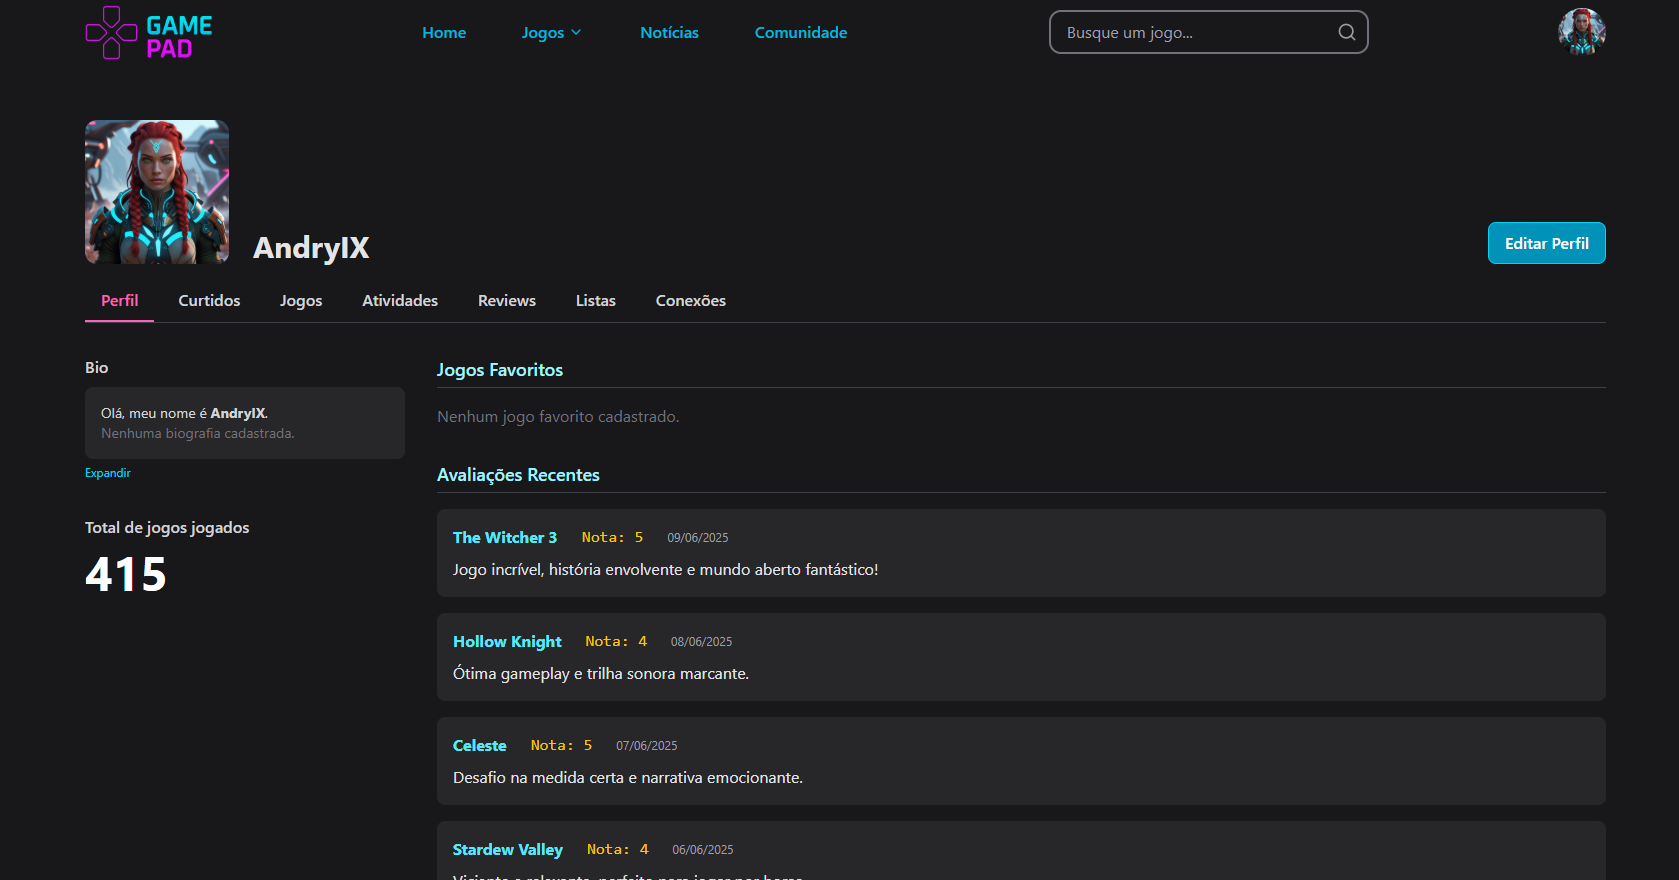 GAME
PAD
Home
Jogos
Notícias
Comunidade
Busque um jogo...
AndryIX
Editar Perfil
Perfil
Curtidos
Jogos
Atividades
Reviews
Listas
Conexões
Bio
Olá, meu nome é AndryIX.
Nenhuma biografia cadastrada.
Expandir
Total de jogos jogados
415
Jogos Favoritos
Nenhum jogo favorito cadastrado.
Avaliações Recentes
The Witcher 3 Nota: 5 09/06/2025
Jogo incrível, história envolvente e mundo aberto fantástico!
Hollow Knight Nota: 4 08/06/2025
Ótima gameplay e trilha sonora marcante.
Celeste Nota: 5 07/06/2025
Desafio na medida certa e narrativa emocionante.
Stardew Valley Nota: 4 06/06/2025